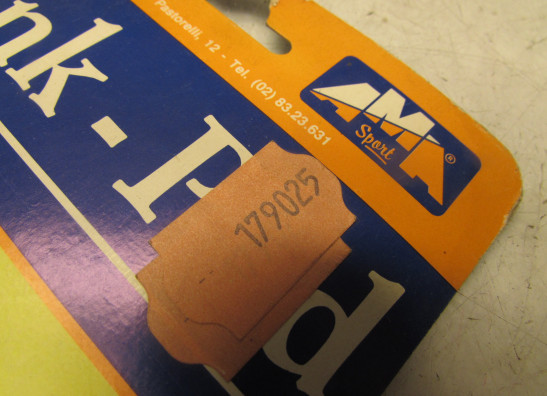 Pastorelli, 12 - Tel. (02) 83.23.631
AMA®
Sport
nk-P
d
179025